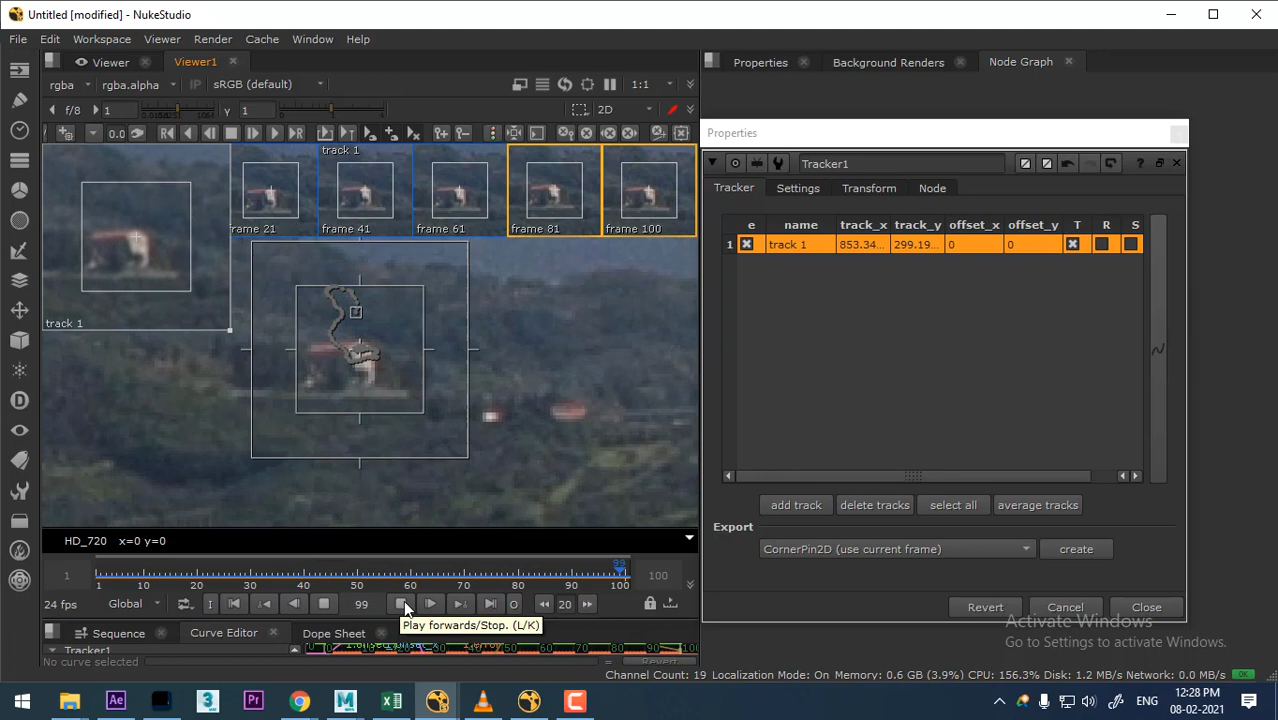 Untitled [modified] - NukeStudio
File Edit Workspace Viewer Render Cache Window Help
Viewer Viewer1
Properties Background Renders Node Graph
rgba rgba.alpha IP sRGB (default) 1:1
f/8 1 Y 1 2D
0.0
Properties
track 1
Tracker1
Tracker Settings Transform Node
frame 21 frame 41 frame 61 frame 81 frame 100
e name track_x track_y offset_x offset_y T R S
1 track 1 853.34... 299.19... 0 0
track 1
add track delete tracks select all average tracks
Export
CornerPin2D (use current frame) create
HD_720 x=0 y=0
99
1 1 10 20 30 40 50 60 70 80 90 100 100
24 fps Global I 99 O 20
Revert Cancel Close
Play forwards/Stop. (L/K)
Activate Windows
Go to Settings to activate Windows.
Sequence Curve Editor Dope Sheet
Tracker1
No curve selected Revert
Channel Count: 19 Localization Mode: On Memory: 0.6 GB (3.9%) CPU: 156.3% Disk: 1.2 MB/s Network: 0.0 MB/s OK
Ae 3 Pr M
ENG 12:28 PM
08-02-2021